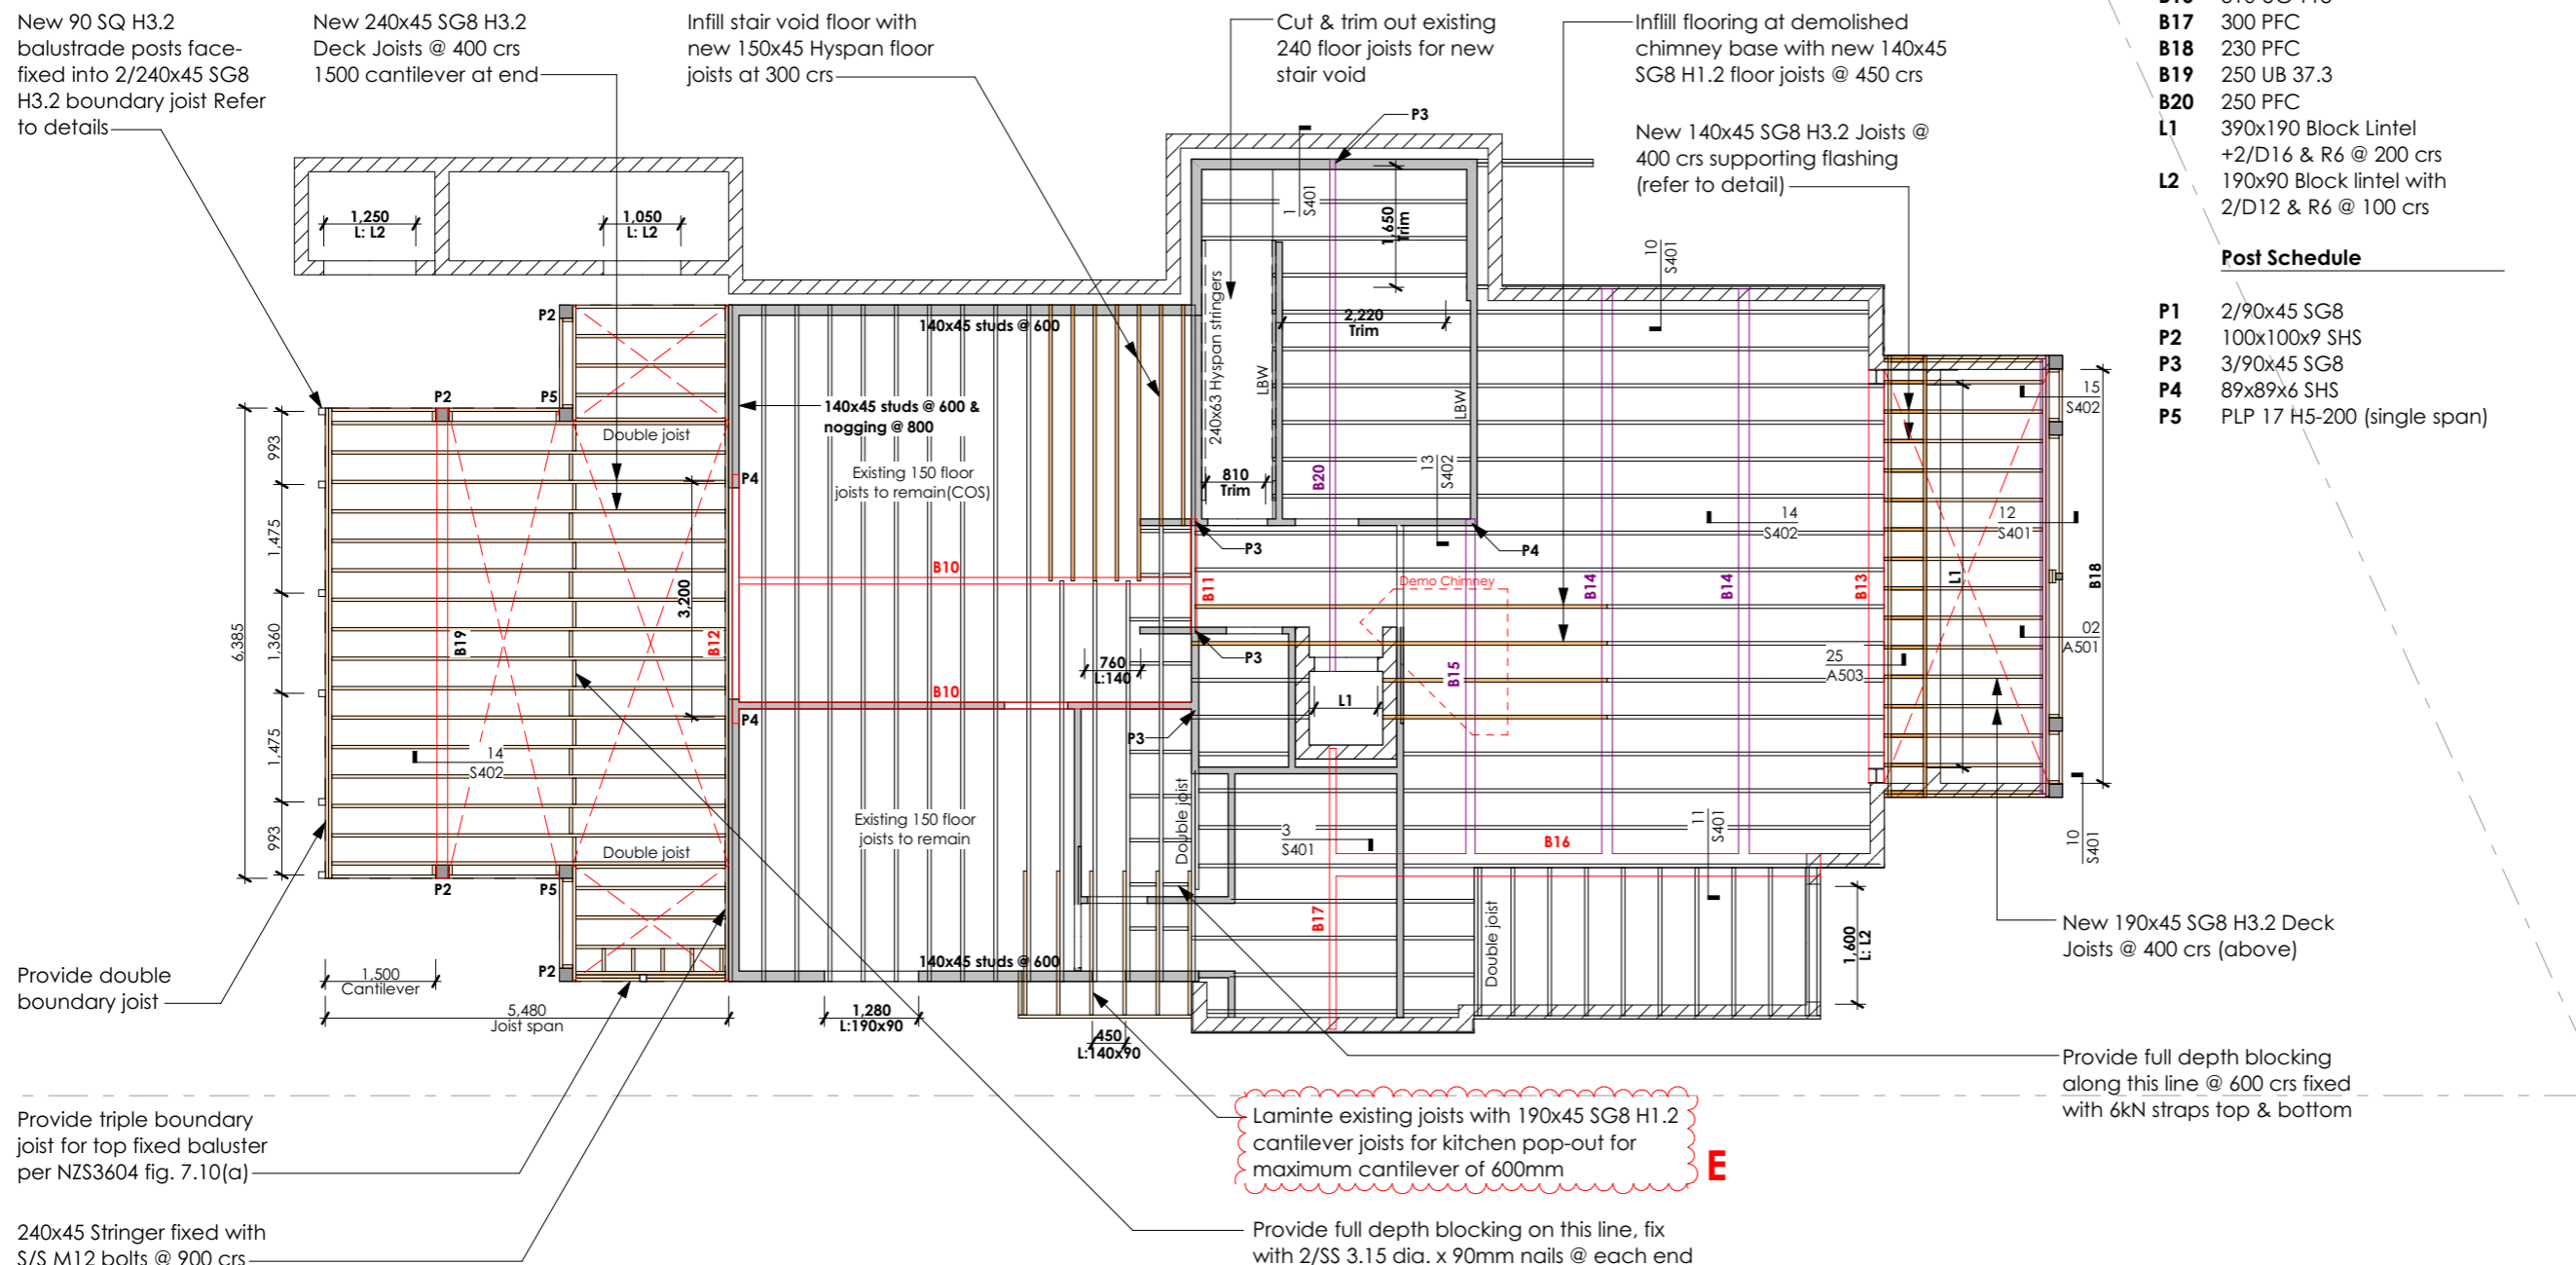 New 90 SQ H3.2
balustrade posts face-
fixed into 2/240x45 SG8
H3.2 boundary joist Refer
to details
New 240x45 SG8 H3.2
Deck Joists @ 400 crs
1500 cantilever at end
Infill stair void floor with
new 150x45 Hyspan floor
joists at 300 crs
Cut & trim out existing
240 floor joists for new
stair void
Inflill flooring at demolished
chimney base with new 140x45
SG8 H1.2 floor joists @ 450 crs
New 140x45 SG8 H3.2 Joists @
400 crs supporting flashing
(refer to detail)
B17 300 PFC
B18 230 PFC
B19 250 UB 37.3
B20 250 PFC
L1 390x190 Block Lintel
+2/D16 & R6 @ 200 crs
L2 190x90 Block lintel with
2/D12 & R6 @ 100 crs
Post Schedule
P1 2/90x45 SG8
P2 100x100x9 SHS
P3 3/90x45 SG8
P4 89x89x6 SHS
P5 PLP 17 H5-200 (single span)
P3
1,250
L: L2
1,050
L: L2
1
S401
1,650
Trim
10
S401
240x63 Hyspan stringers
LBW
2,220
Trim
LBW
P2
140x45 studs @ 600
P2
P5
Double joist
140x45 studs @ 600 &
nogging @ 800
Existing 150 floor
joists to remain(COS)
P4
810
Trim
B20
13
S402
15
S402
14
S402
12
S401
P3
P4
993
1,475
1,360
1,475
993
6,385
3,200
B19
B12
B10
B11
Demo Chimney
B14
B14
B13
L1
B18
02
A501
25
A503
P3
760
L:140
B15
L1
B10
P4
P3
14
S402
Double joist
Existing 150 floor
joists to remain
Double joist
3
S401
B16
11
S401
10
S401
P2
P5
B17
Double joist
1,600
L: L2
New 190x45 SG8 H3.2 Deck
Joists @ 400 crs (above)
P2
140x45 studs @ 600
Provide double
boundary joist
1,500
Cantilever
5,480
Joist span
1,280
L:190x90
450
L:140x90
Provide full depth blocking
along this line @ 600 crs fixed
with 6kN straps top & bottom
Provide triple boundary
joist for top fixed baluster
per NZS3604 fig. 7.10(a)
Laminte existing joists with 190x45 SG8 H1.2
cantilever joists for kitchen pop-out for
maximum cantilever of 600mm
E
240x45 Stringer fixed with
S/S M12 bolts @ 900 crs
Provide full depth blocking on this line, fix
with 2/SS 3.15 dia. x 90mm nails @ each end